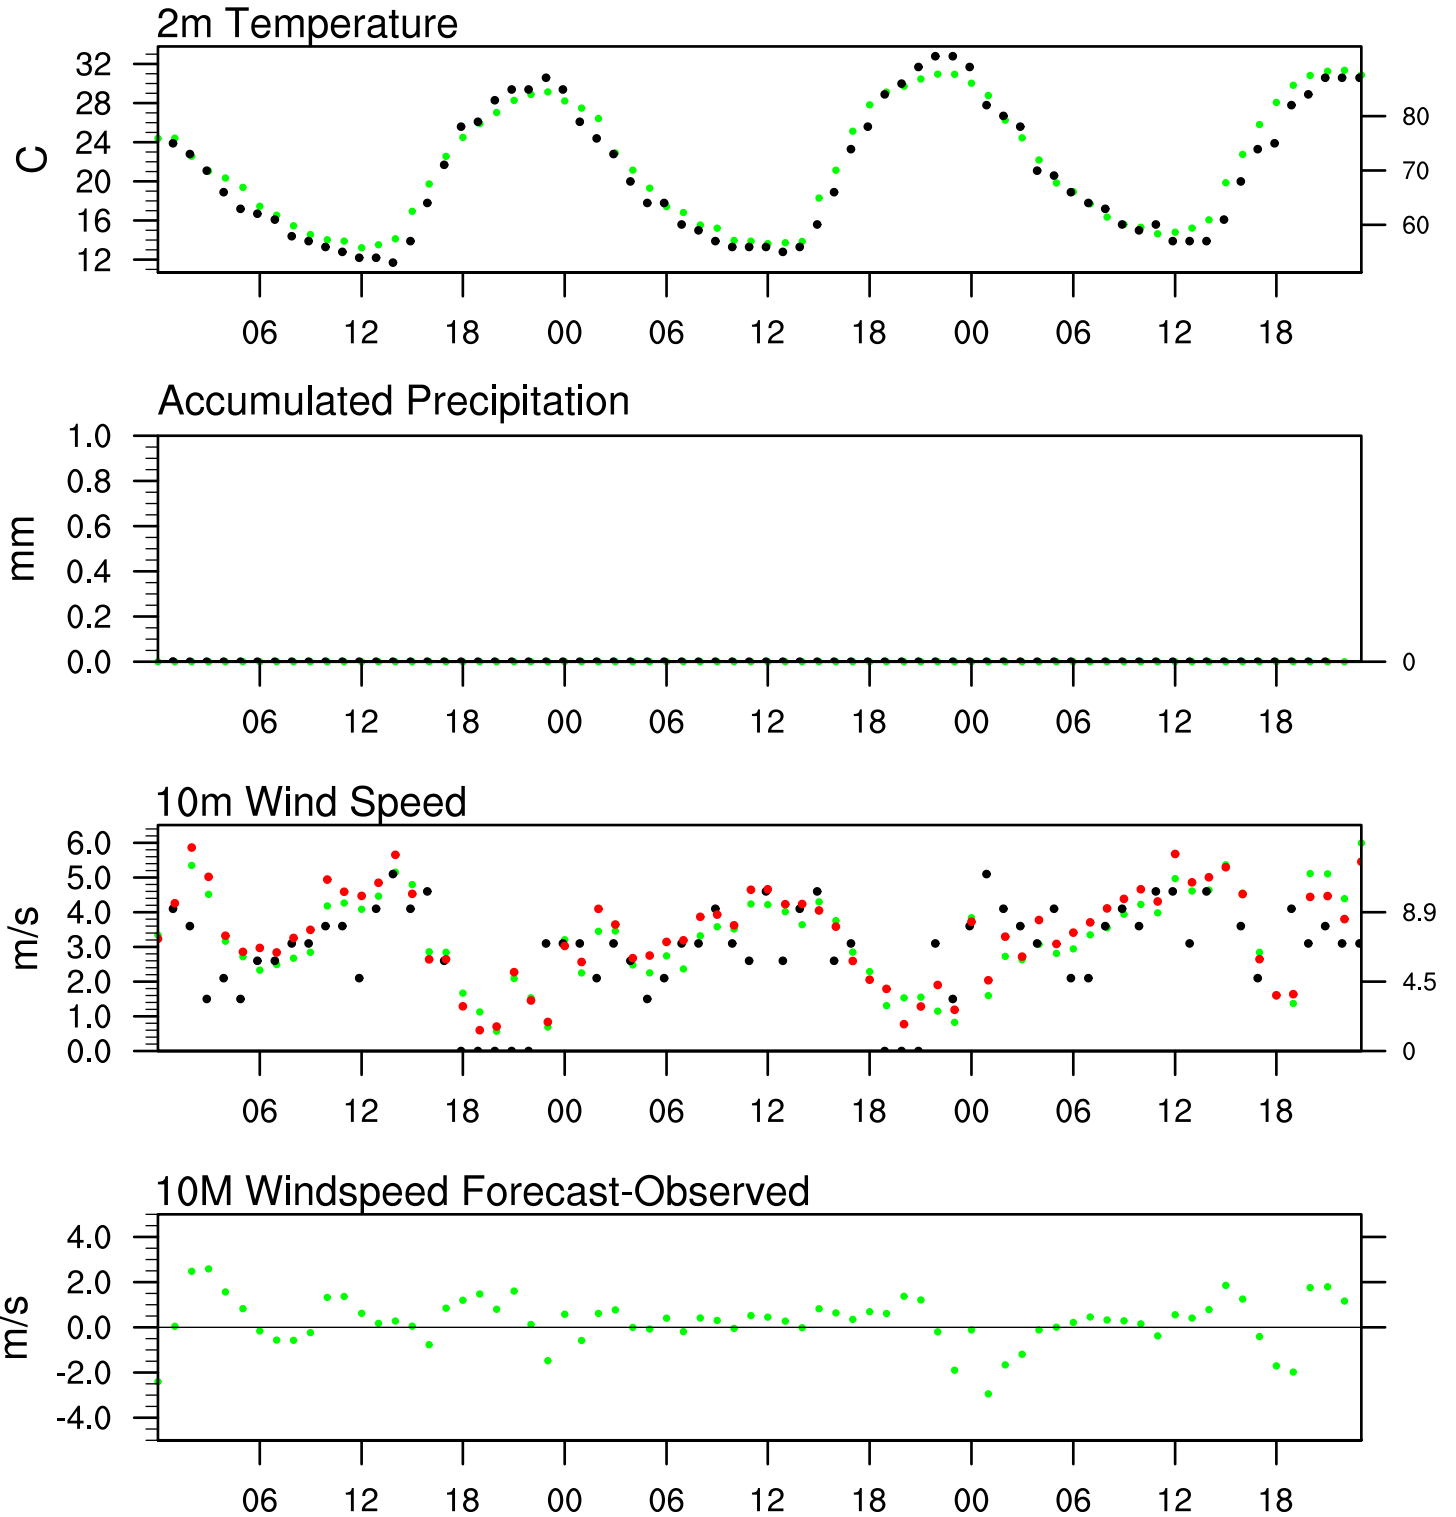 2m Temperature
C
32
28
24
20
16
12
80
70
60
06 12 18 00 06 12 18 00 06 12 18
Accumulated Precipitation
mm
1.0
0.8
0.6
0.4
0.2
0.0
0
06 12 18 00 06 12 18 00 06 12 18
10m Wind Speed
m/s
6.0
5.0
4.0
3.0
2.0
1.0
0.0
8.9
4.5
0
06 12 18 00 06 12 18 00 06 12 18
10M Windspeed Forecast-Observed
m/s
4.0
2.0
0.0
-2.0
-4.0
06 12 18 00 06 12 18 00 06 12 18